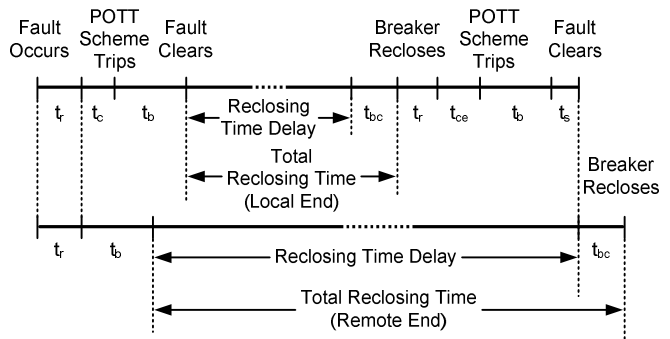 Fault
Occurs
POTT
Scheme
Trips
Fault
Clears
Breaker
Recloses
POTT
Scheme
Trips
Fault
Clears
tr
tc
tb
Reclosing
Time Delay
tbc
tr
tce
tb
ts
Total
Reclosing Time
(Local End)
Breaker
Recloses
tr
tb
Reclosing Time Delay
tbc
Total Reclosing Time
(Remote End)